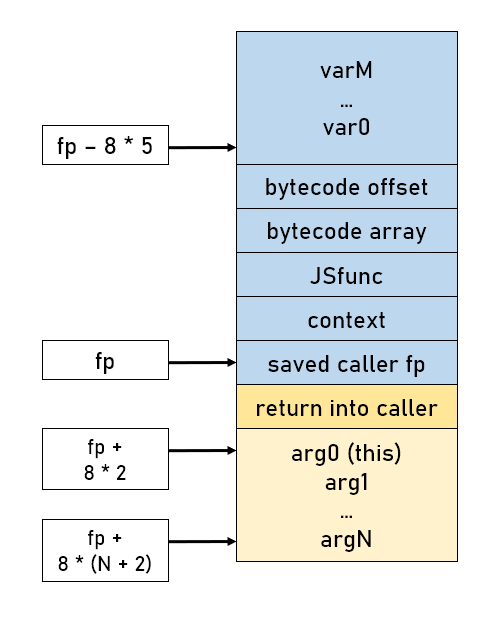 varM
…
var0
fp – 8 * 5
bytecode offset
bytecode array
JSfunc
context
fp
saved caller fp
return into caller
fp +
8 * 2
arg0 (this)
arg1
…
argN
fp +
8 * (N + 2)